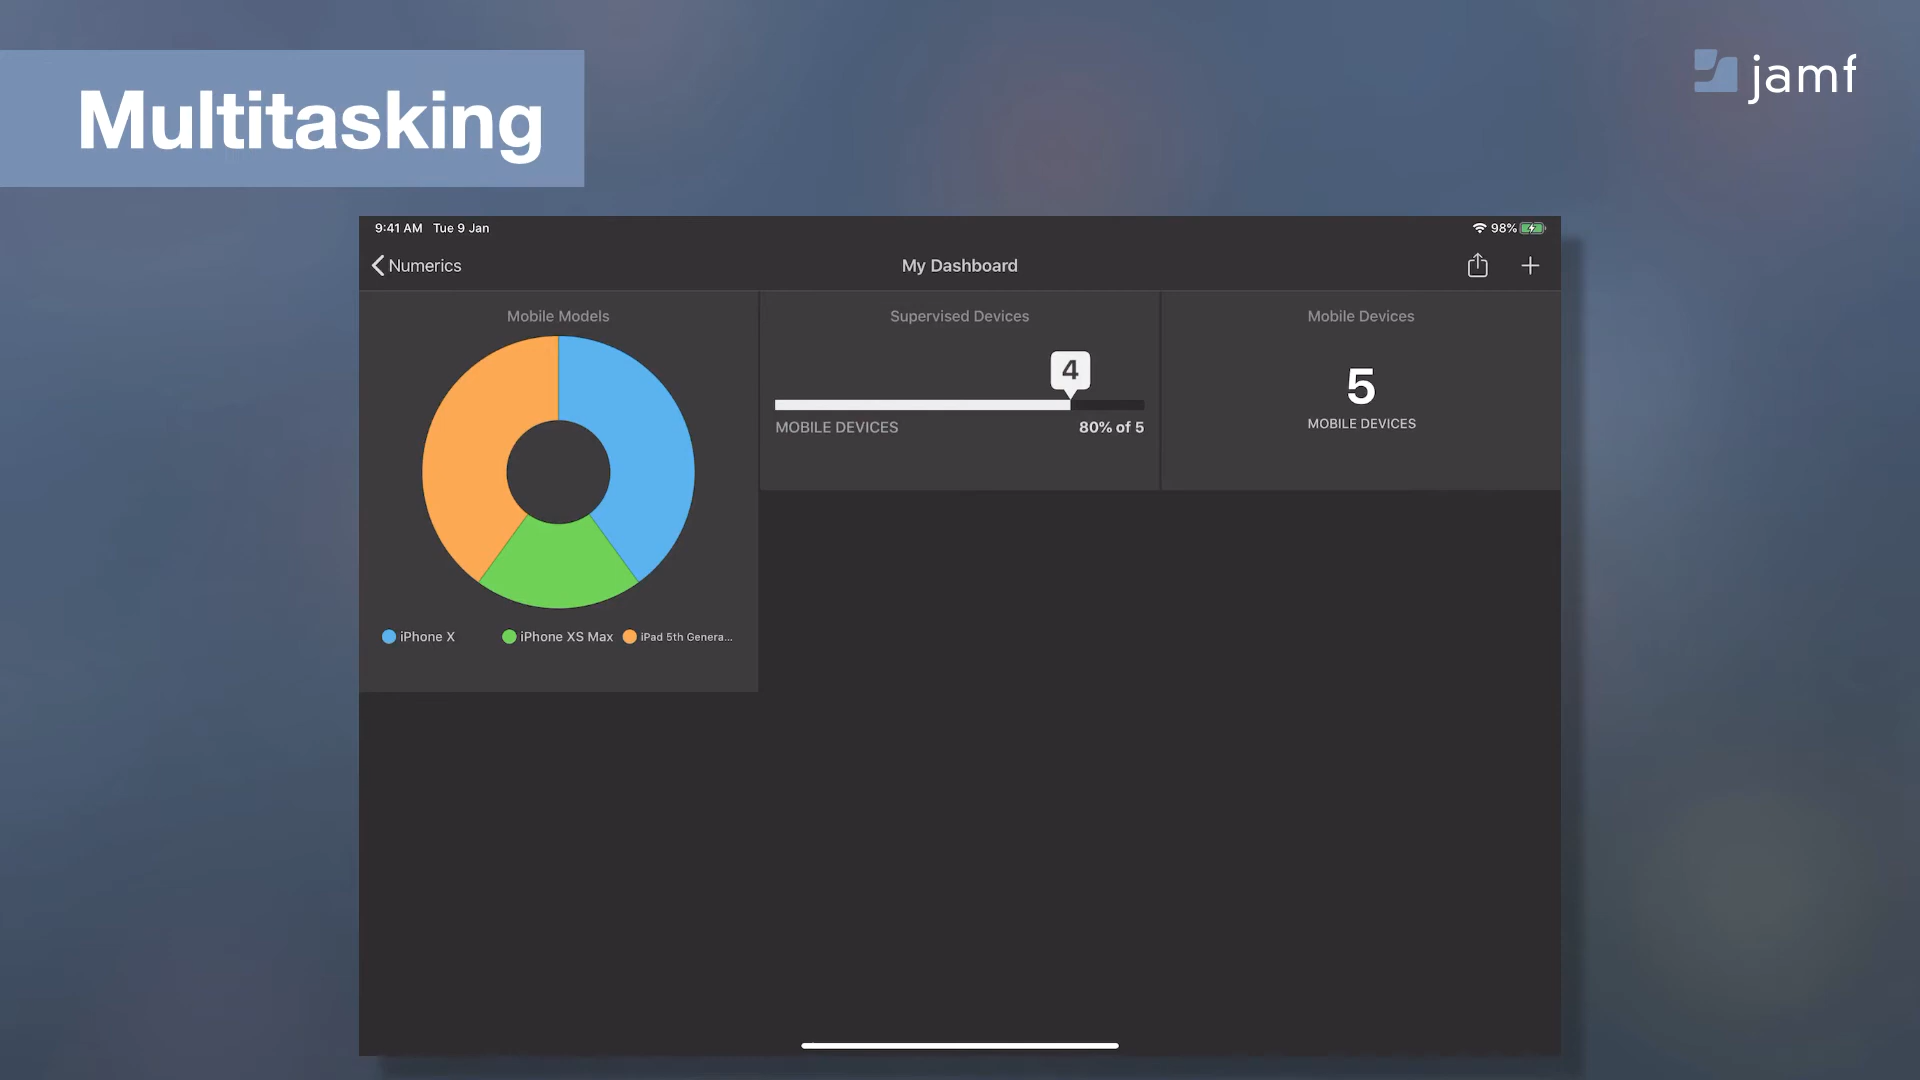 Multitasking
jamf
9:41 AM Tue 9 Jan
98%
Numerics
My Dashboard
Mobile Models
Supervised Devices
Mobile Devices
4
5
MOBILE DEVICES
80% of 5
MOBILE DEVICES
iPhone X
iPhone XS Max
iPad 5th Genera...